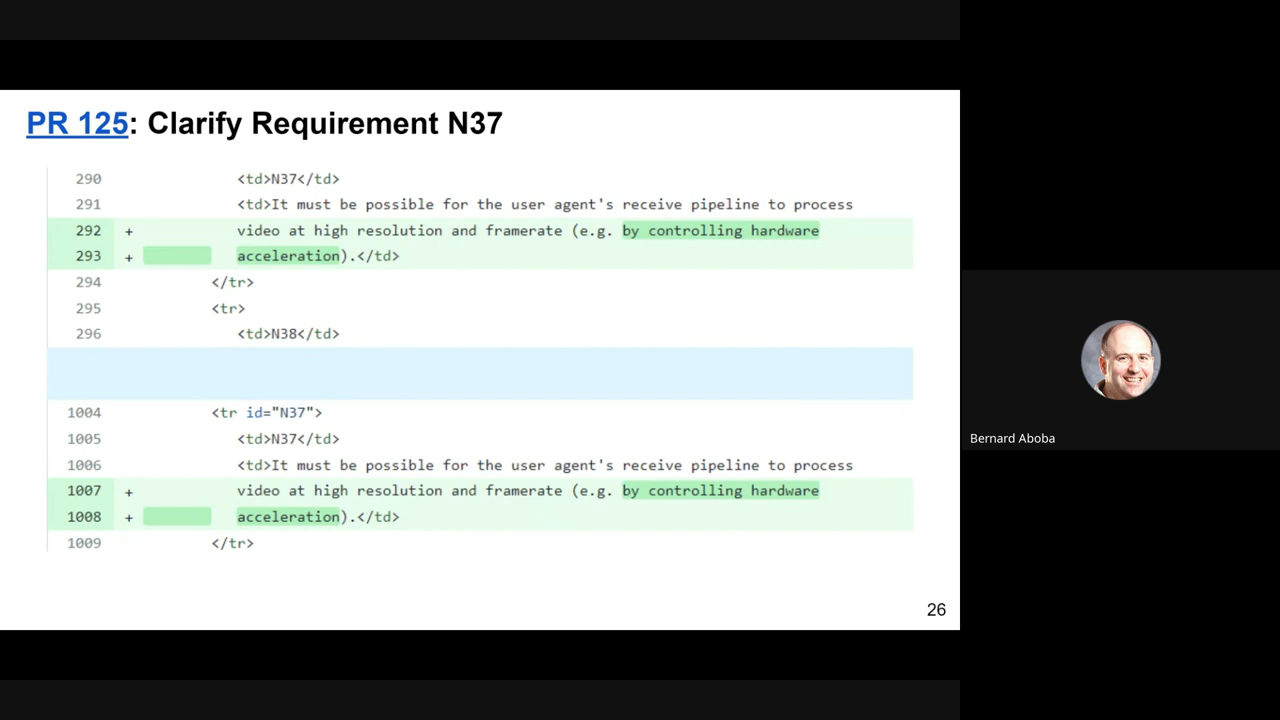 PR 125: Clarify Requirement N37
290 <td>N37</td>
291 <td>It must be possible for the user agent's receive pipeline to process
292 + video at high resolution and framerate (e.g. by controlling hardware
293 + acceleration).</td>
294 </tr>
295 <tr>
296 <td>N38</td>
1004 <tr id="N37">
1005 <td>N37</td>
1006 <td>It must be possible for the user agent's receive pipeline to process
1007 + video at high resolution and framerate (e.g. by controlling hardware
1008 + acceleration).</td>
1009 </tr>
26
Bernard Aboba